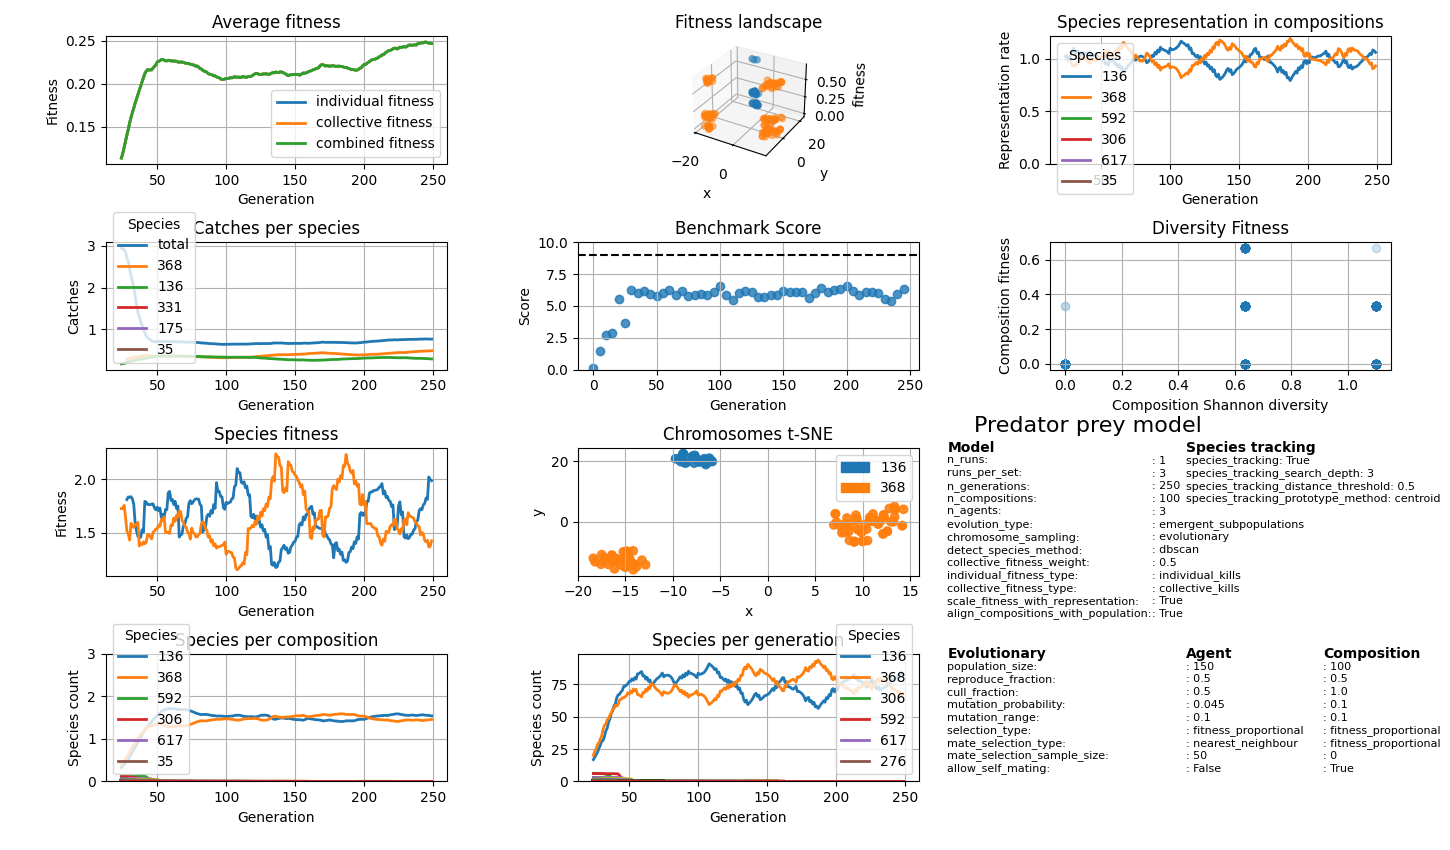 Average fitness
0.25
0.20
0.15
Fitness
individual fitness
collective fitness
combined fitness
50 100 150 200 250
Generation
Fitness landscape
0.50
0.25
0.00
fitness
−20
0
x
20
0
y
Species representation in compositions
1.0
0.5
0.0
Representation rate
Species
136
368
592
306
617
35
100 150 200 250
Generation
Catches per species
3
2
1
Catches
Species
total
368
136
331
175
35
50 100 150 200 250
Generation
Benchmark Score
10.0
7.5
5.0
2.5
0.0
Score
0 50 100 150 200 250
Generation
Diversity Fitness
0.6
0.4
0.2
0.0
Composition fitness
0.0 0.2 0.4 0.6 0.8 1.0
Composition Shannon diversity
Species fitness
2.0
1.5
Fitness
50 100 150 200 250
Generation
Chromosomes t-SNE
20
0
y
136
368
−20 −15 −10 −5 0 5 10 15
x
Predator prey model
Model
n_runs: : 1
runs_per_set: : 3
n_generations: : 250
n_compositions: : 100
n_agents: : 3
evolution_type: : emergent_subpopulations
chromosome_sampling: : evolutionary
detect_species_method: : dbscan
collective_fitness_weight: : 0.5
individual_fitness_type: : individual_kills
collective_fitness_type: : collective_kills
scale_fitness_with_representation: : True
align_compositions_with_population: : True
Species tracking
species_tracking: True
species_tracking_search_depth: 3
species_tracking_distance_threshold: 0.5
species_tracking_prototype_method: centroid
Species per composition
3
2
1
0
Species count
Species
136
368
592
306
617
35
50 100 150 200 250
Generation
Species per generation
75
50
25
0
Species count
Species
136
368
306
592
617
276
50 100 150 200 250
Generation
Evolutionary Agent Composition
population_size: : 150 : 100
reproduce_fraction: : 0.5 : 0.5
cull_fraction: : 0.5 : 1.0
mutation_probability: : 0.045 : 0.1
mutation_range: : 0.1 : 0.1
selection_type: : fitness_proportional : fitness_proportional
mate_selection_type: : nearest_neighbour : fitness_proportional
mate_selection_sample_size: : 50 : 0
allow_self_mating: : False : True